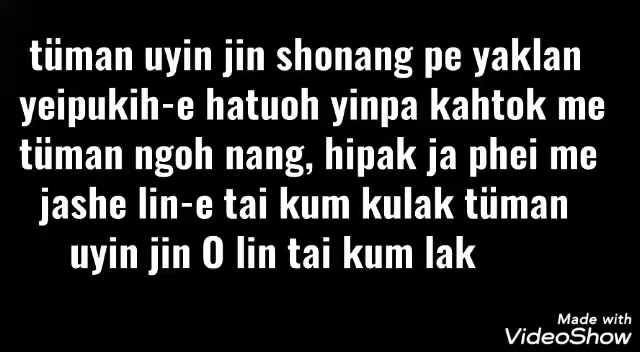 tüman uyin jin shonang pe yaklan
yeipukih-e hatuoh yinpa kahtok me
tüman ngoh nang, hipak ja phei me
jashe lin-e tai kum kulak tüman
uyin jin O lin tai kum lak
Made with
VideoShow